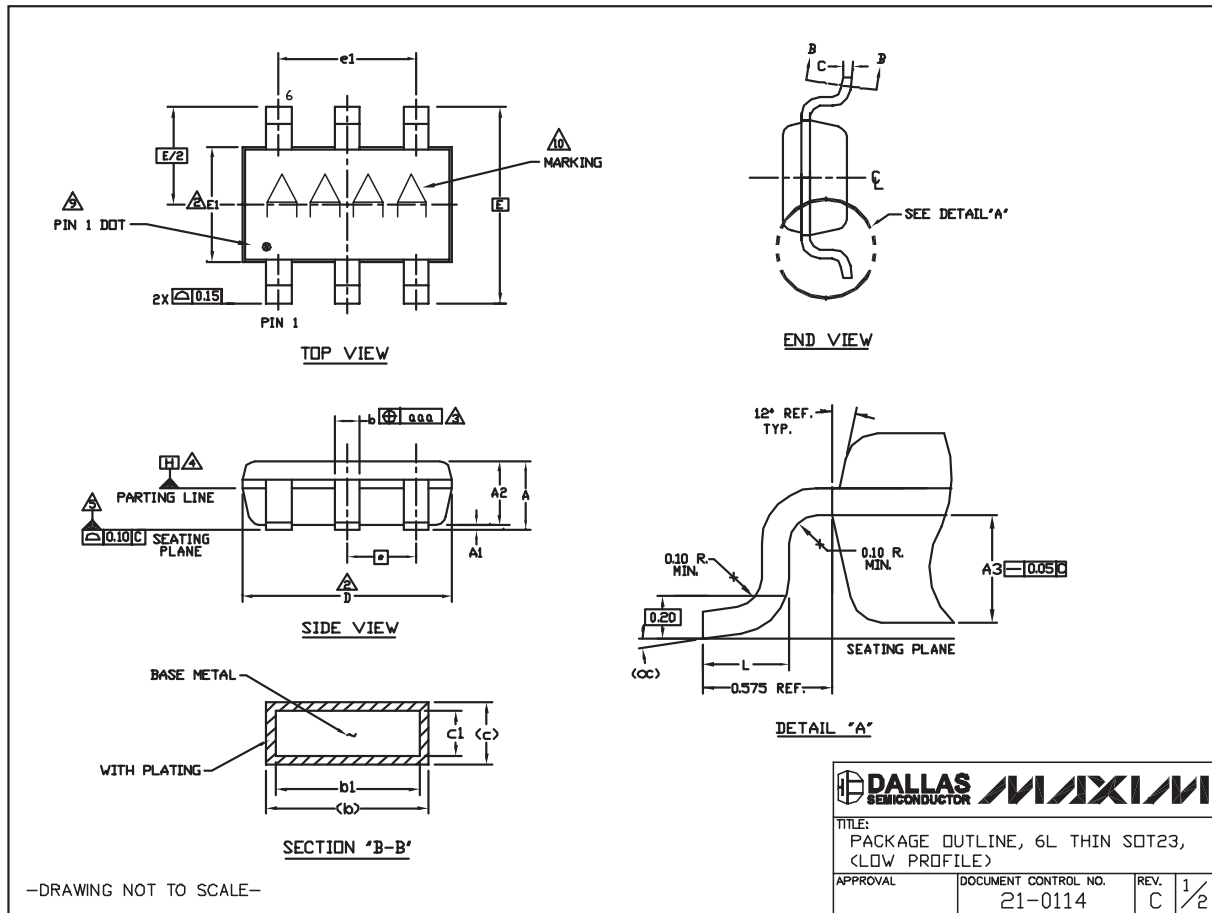 e1
6
E/2
10
MARKING
9
2 E1
E
PIN 1 DOT
2X ⌓ 0.15
PIN 1
TOP VIEW
B
C
B
℄
SEE DETAIL"A"
END VIEW
b ⌖ aaa 3
H 4
PARTING LINE
5
⌓ 0.10 C SEATING
PLANE
A2
A
A1
e
2
D
SIDE VIEW
12° REF.
TYP.
0.10 R.
MIN.
0.10 R.
MIN.
A3 — 0.05 C
0.20
SEATING PLANE
(∝)
L
0.575 REF.
DETAIL "A"
BASE METAL
c1
(c)
WITH PLATING
b1
(b)
SECTION "B-B"
-DRAWING NOT TO SCALE-
DALLAS
SEMICONDUCTOR
MAXIM
TITLE:
PACKAGE OUTLINE, 6L THIN SOT23,
(LOW PROFILE)
APPROVAL
DOCUMENT CONTROL NO.
21-0114
REV.
C
1/2